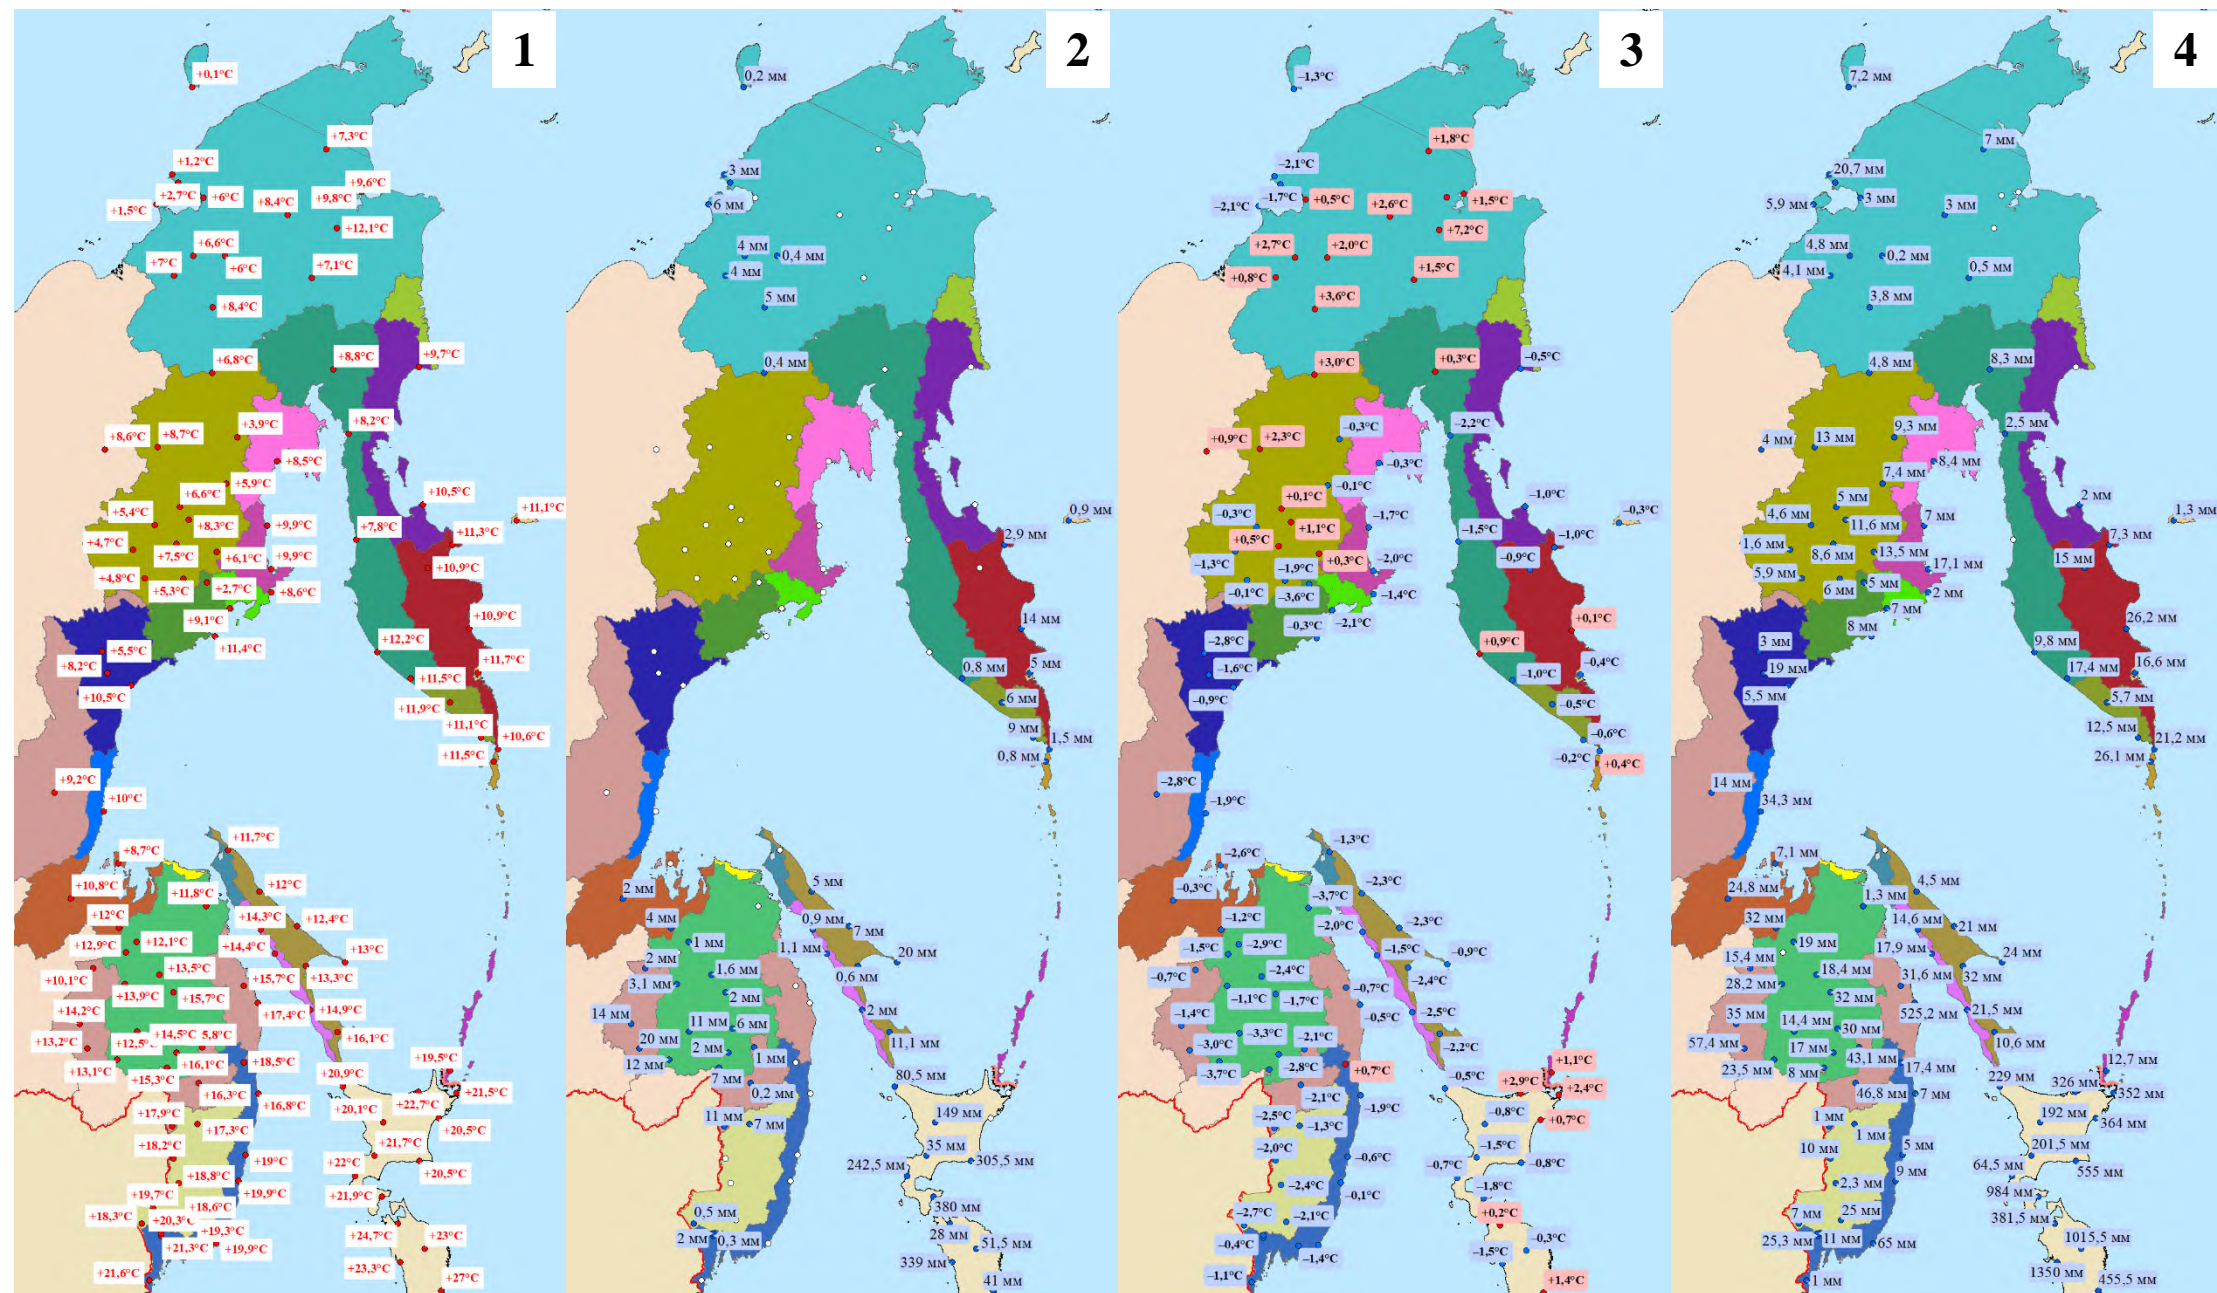 1
+0,1°C
+7,3°C
+1,2°C
+2,7°C
+6°C
+9,6°C
+1,5°C
+8,4°C
+9,8°C
+12,1°C
+6,6°C
+7°C
+6°C
+7,1°C
+8,4°C
+6,8°C
+8,8°C
+9,7°C
+8,6°C
+8,7°C
+3,9°C
+8,2°C
+8,5°C
+5,9°C
+6,6°C
+10,5°C
+11,1°C
+5,4°C
+8,3°C
+9,9°C
+7,8°C
+11,3°C
+4,7°C
+7,5°C
+6,1°C
+9,9°C
+10,9°C
+4,8°C
+5,3°C
+2,7°C
+8,6°C
+9,1°C
+10,9°C
+11,4°C
+12,2°C
+5,5°C
+8,2°C
+11,7°C
+10,5°C
+11,5°C
+11,9°C
+11,1°C
+10,6°C
+11,5°C
+9,2°C
+10°C
+11,7°C
+8,7°C
+10,8°C
+11,8°C
+12°C
+12°C
+14,3°C
+12,4°C
+12,9°C
+12,1°C
+14,4°C
+13°C
+10,1°C
+13,5°C
+15,7°C
+13,3°C
+13,9°C
+15,7°C
+14,2°C
+17,4°C
+14,9°C
+13,2°C
+12,5°C
+14,5°C
5,8°C
+16,1°C
+13,1°C
+16,1°C
+18,5°C
+19,5°C
+15,3°C
+20,9°C
+16,3°C
+16,8°C
+22,7°C
+21,5°C
+17,9°C
+20,1°C
+17,3°C
+20,5°C
+18,2°C
+21,7°C
+19°C
+22°C
+20,5°C
+18,8°C
+19,9°C
+21,9°C
+19,7°C
+18,6°C
+18,3°C
+20,3°C
+19,3°C
+24,7°C
+23°C
+21,3°C
+19,9°C
+21,6°C
+23,3°C
+27°C
2
0,2 мм
3 мм
6 мм
4 мм
0,4 мм
4 мм
5 мм
0,4 мм
0,9 мм
2,9 мм
14 мм
0,8 мм
5 мм
6 мм
9 мм
1,5 мм
0,8 мм
2 мм
5 мм
4 мм
0,9 мм
7 мм
1 мм
1,1 мм
2 мм
20 мм
3,1 мм
1,6 мм
0,6 мм
2 мм
2 мм
14 мм
11 мм
6 мм
11,1 мм
20 мм
2 мм
1 мм
12 мм
7 мм
80,5 мм
0,2 мм
11 мм
7 мм
149 мм
35 мм
242,5 мм
305,5 мм
380 мм
0,5 мм
28 мм
2 мм
0,3 мм
51,5 мм
339 мм
41 мм
3
–1,3°C
+1,8°C
–2,1°C
–1,7°C
+0,5°C
+1,5°C
–2,1°C
+2,6°C
+7,2°C
+2,7°C
+2,0°C
+0,8°C
+1,5°C
+3,6°C
+3,0°C
+0,3°C
–0,5°C
+0,9°C
+2,3°C
–0,3°C
–2,2°C
–0,3°C
–0,1°C
+0,1°C
–1,0°C
–0,3°C
–0,3°C
+1,1°C
–1,7°C
–1,5°C
–1,0°C
+0,5°C
+0,3°C
–2,0°C
–0,9°C
–1,3°C
–1,9°C
–0,1°C
–3,6°C
–1,4°C
–0,3°C
–2,1°C
+0,1°C
–2,8°C
+0,9°C
–1,6°C
–0,4°C
–0,9°C
–1,0°C
–0,5°C
–0,6°C
–0,2°C
+0,4°C
–2,8°C
–1,9°C
–1,3°C
–2,6°C
–0,3°C
–3,7°C
–2,3°C
–1,2°C
–2,0°C
–2,3°C
–1,5°C
–2,9°C
–1,5°C
–0,9°C
–0,7°C
–2,4°C
–2,4°C
–0,7°C
–1,1°C
–1,7°C
–1,4°C
–0,5°C
–2,5°C
–3,3°C
–2,1°C
–3,0°C
–2,2°C
–3,7°C
–2,8°C
+0,7°C
+1,1°C
–0,5°C
+2,9°C
+2,4°C
–2,1°C
–1,9°C
–2,5°C
–1,3°C
–0,8°C
+0,7°C
–2,0°C
–1,5°C
–0,6°C
–0,7°C
–0,8°C
–2,4°C
–0,1°C
–1,8°C
–2,7°C
–2,1°C
+0,2°C
–0,4°C
–1,4°C
–1,5°C
–0,3°C
–1,1°C
+1,4°C
4
7,2 мм
7 мм
20,7 мм
5,9 мм
3 мм
3 мм
4,8 мм
0,2 мм
4,1 мм
0,5 мм
3,8 мм
4,8 мм
8,3 мм
4 мм
13 мм
9,3 мм
2,5 мм
8,4 мм
7,4 мм
5 мм
2 мм
1,3 мм
4,6 мм
11,6 мм
7 мм
7,3 мм
1,6 мм
8,6 мм
13,5 мм
15 мм
5,9 мм
6 мм
5 мм
17,1 мм
2 мм
7 мм
8 мм
26,2 мм
3 мм
9,8 мм
19 мм
17,4 мм
16,6 мм
5,5 мм
5,7 мм
12,5 мм
21,2 мм
26,1 мм
14 мм
34,3 мм
7,1 мм
24,8 мм
1,3 мм
4,5 мм
32 мм
14,6 мм
21 мм
19 мм
17,9 мм
15,4 мм
24 мм
18,4 мм
31,6 мм
32 мм
28,2 мм
32 мм
35 мм
525,2 мм
21,5 мм
14,4 мм
30 мм
57,4 мм
17 мм
43,1 мм
10,6 мм
23,5 мм
8 мм
17,4 мм
12,7 мм
229 мм
46,8 мм
7 мм
326 мм
352 мм
1 мм
1 мм
192 мм
364 мм
10 мм
5 мм
201,5 мм
64,5 мм
555 мм
2,3 мм
9 мм
984 мм
7 мм
25 мм
381,5 мм
25,3 мм
11 мм
65 мм
1015,5 мм
1 мм
1350 мм
455,5 мм